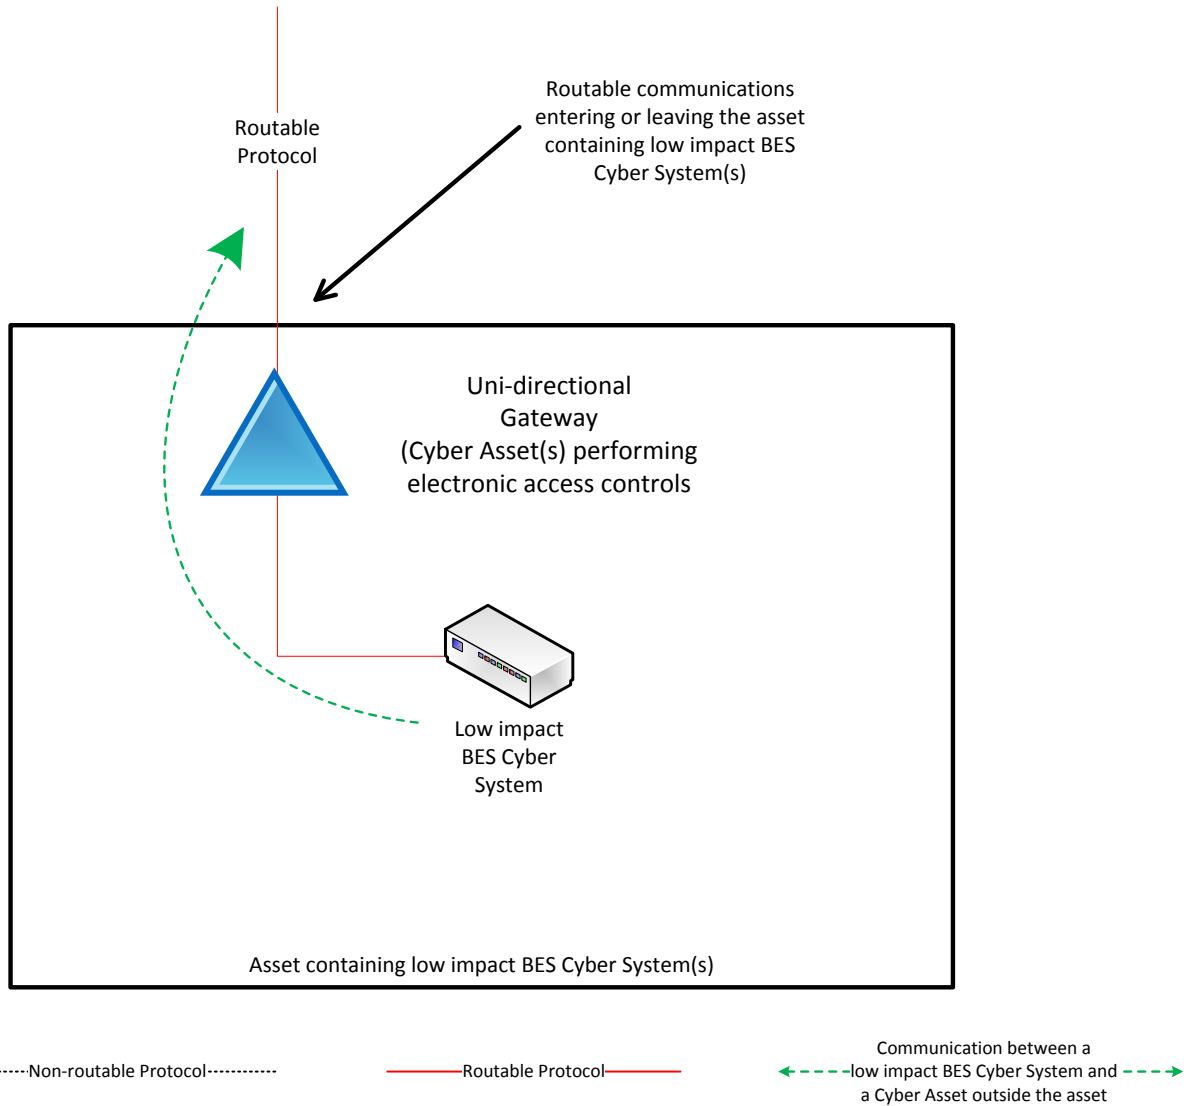 Routable communications
entering or leaving the asset
containing low impact BES
Cyber System(s)
Routable
Protocol
Uni-directional
Gateway
(Cyber Asset(s) performing
electronic access controls
Low impact
BES Cyber
System
Asset containing low impact BES Cyber System(s)
Non-routable Protocol
Routable Protocol
Communication between a
low impact BES Cyber System and
a Cyber Asset outside the asset